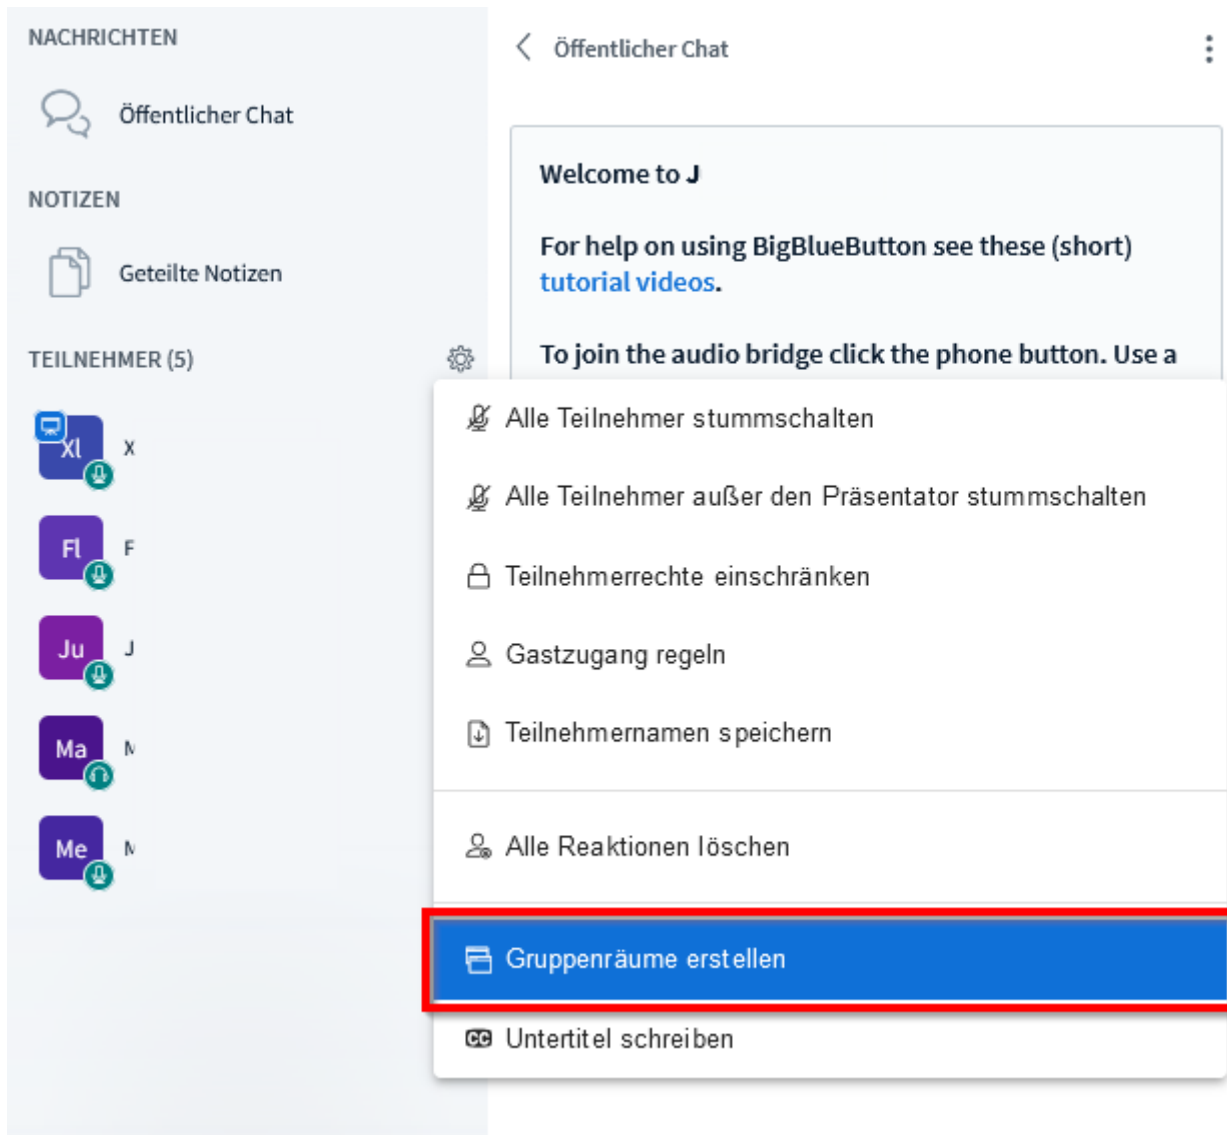 NACHRICHTEN
Öffentlicher Chat
NOTIZEN
Geteilte Notizen
TEILNEHMER (5)
Xl X
Fl F
Ju J
Ma
Me
Öffentlicher Chat
Welcome to J
For help on using BigBlueButton see these (short)
tutorial videos.
To join the audio bridge click the phone button. Use a
Alle Teilnehmer stummschalten
Alle Teilnehmer außer den Präsentator stummschalten
Teilnehmerrechte einschränken
Gastzugang regeln
Teilnehmernamen speichern
Alle Reaktionen löschen
Gruppenräume erstellen
CC Untertitel schreiben